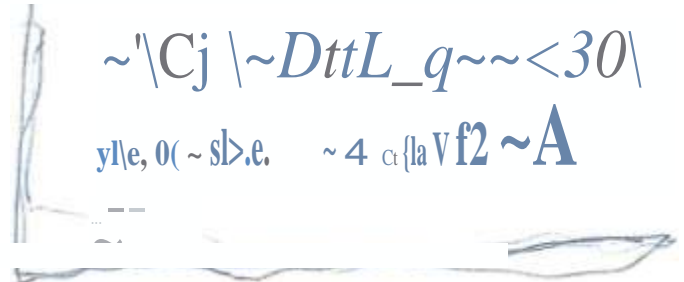 ~'\Cj \~DttL_q~~<30\
yl\e, 0( ~ sl>.e. ~ 4 Ct {la V f2 ~A